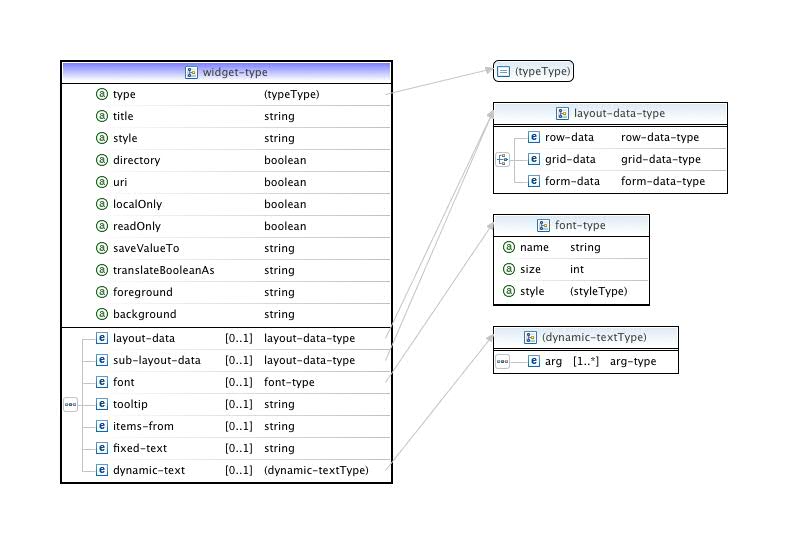 widget-type
type (typeType)
title string
style string
directory boolean
uri boolean
localOnly boolean
readOnly boolean
saveValueTo string
translateBooleanAs string
foreground string
background string
layout-data [0..1] layout-data-type
sub-layout-data [0..1] layout-data-type
font [0..1] font-type
tooltip [0..1] string
items-from [0..1] string
fixed-text [0..1] string
dynamic-text [0..1] (dynamic-textType)
(typeType)
layout-data-type
row-data row-data-type
grid-data grid-data-type
form-data form-data-type
font-type
name string
size int
style (styleType)
(dynamic-textType)
arg [1..*] arg-type